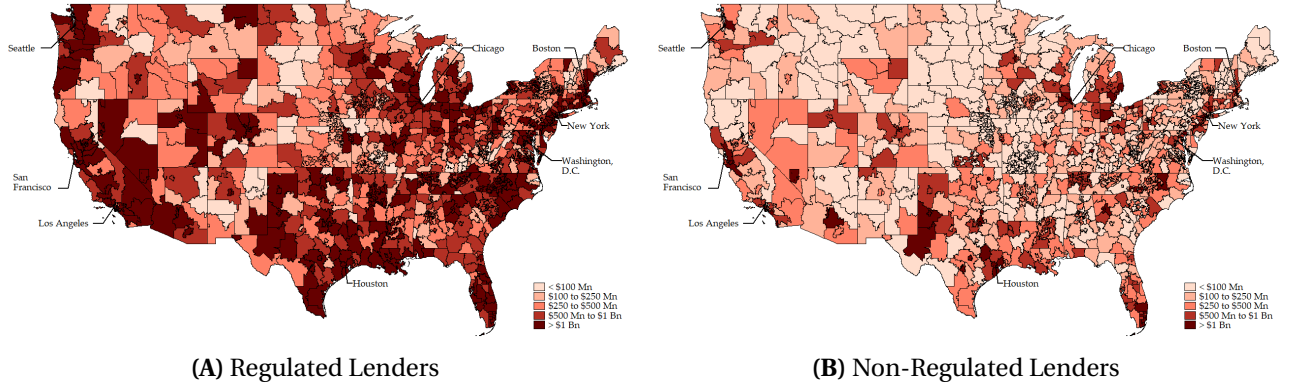 Seattle
Chicago
Boston
New York
Washington,
D.C.
San
Francisco
Los Angeles
Houston
< $100 Mn
$100 to $250 Mn
$250 to $500 Mn
$500 Mn to $1 Bn
> $1 Bn
(A) Regulated Lenders
Seattle
Chicago
Boston
New York
Washington,
D.C.
San
Francisco
Los Angeles
Houston
< $100 Mn
$100 to $250 Mn
$250 to $500 Mn
$500 Mn to $1 Bn
> $1 Bn
(B) Non-Regulated Lenders